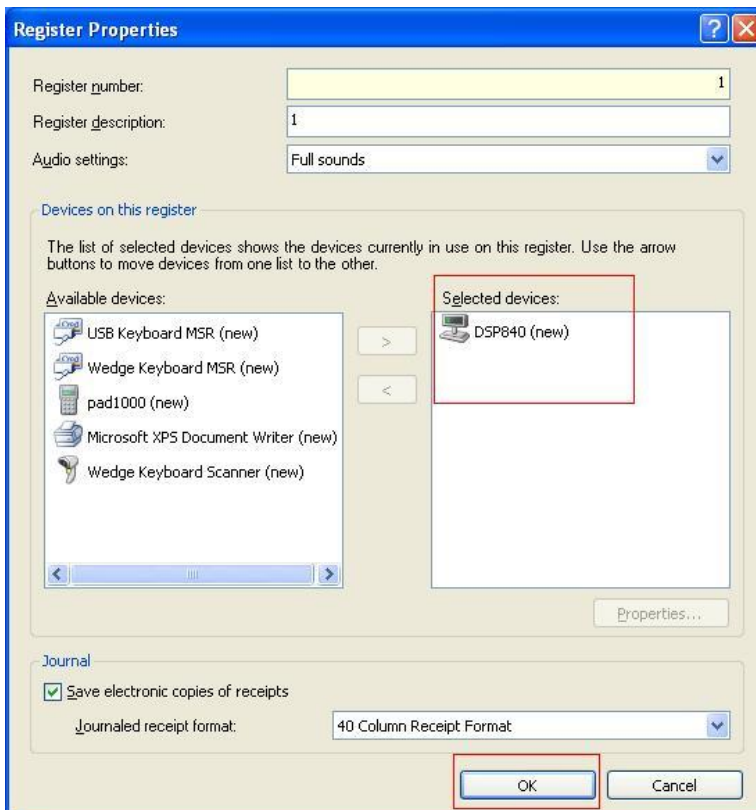 Register Properties
Register number:
1
Register description:
1
Audio settings:
Full sounds
Devices on this register
The list of selected devices shows the devices currently in use on this register. Use the arrow
buttons to move devices from one list to the other.
Available devices:
USB Keyboard MSR (new)
Wedge Keyboard MSR (new)
pad1000 (new)
Microsoft XPS Document Writer (new)
Wedge Keyboard Scanner (new)
>
<
Selected devices:
DSP840 (new)
Properties...
Journal
Save electronic copies of receipts
Journaled receipt format:
40 Column Receipt Format
OK
Cancel